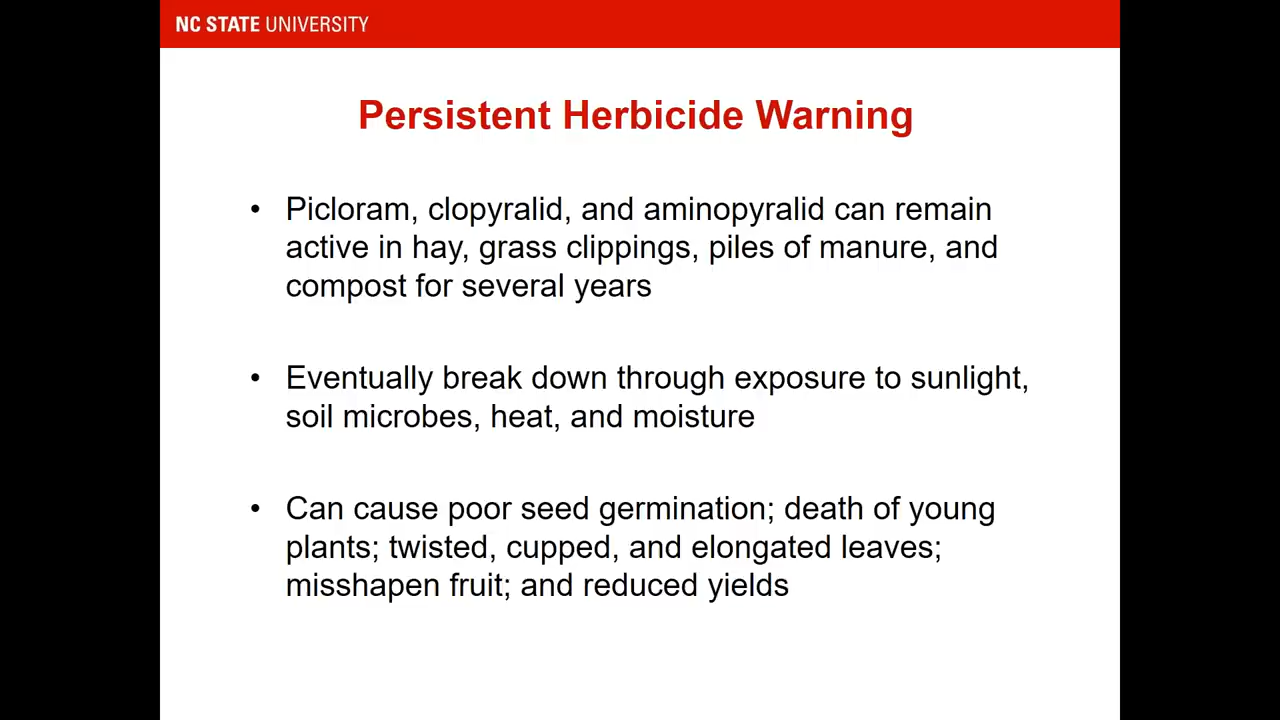 NC STATE UNIVERSITY
Persistent Herbicide Warning
• Picloram, clopyralid, and aminopyralid can remain
active in hay, grass clippings, piles of manure, and
compost for several years
• Eventually break down through exposure to sunlight,
soil microbes, heat, and moisture
• Can cause poor seed germination; death of young
plants; twisted, cupped, and elongated leaves;
misshapen fruit; and reduced yields